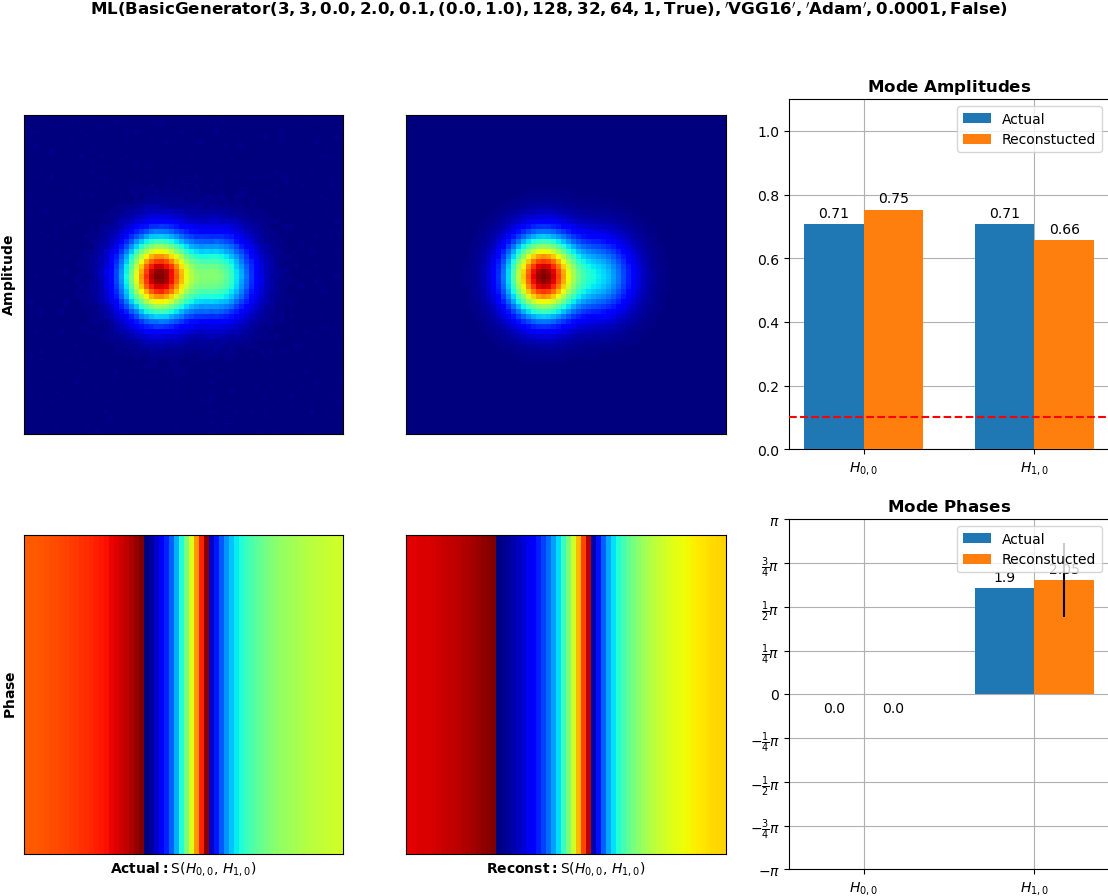 ML(BasicGenerator(3, 3, 0.0, 2.0, 0.1, (0.0, 1.0), 128, 32, 64, 1, True), ′VGG16′, ′Adam′, 0.0001, False)
Amplitude
Mode Amplitudes
Actual
Reconstucted
1.0
0.8
0.6
0.4
0.2
0.0
0.71
0.75
0.71
0.66
H0,0
H1,0
Phase
Actual: S(H0,0, H1,0)
Reconst: S(H0,0, H1,0)
Mode Phases
Actual
Reconstucted
π
3/4π
1/2π
1/4π
0
−1/4π
−1/2π
−3/4π
−π
0.0
0.0
1.9
2.05
H0,0
H1,0